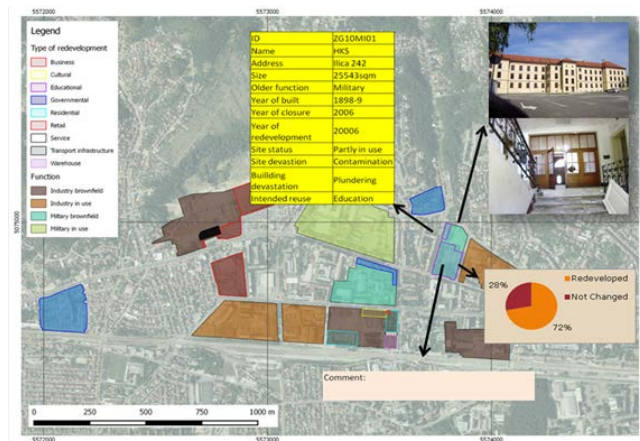 5572000
5573000
5574000
5075000
5075000
Legend
Type of redevelopment
Business
Cultural
Educational
Governmental
Residential
Retail
Service
Transport infrastructure
Warehouse
Function
Industry brownfield
Industry in use
Military brownfield
Military in use
ID ZG10MI01
Name HKS
Address Ilica 242
Size 25543sqm
Older function Military
Year of built 1898-9
Year of closure 2006
Year of
redevelopment 20006
Site status Partly in use
Site devastion Contamination
Buillding
devastation Plundering
Intended reuse Education
28%
Redeveloped
Not Changed
72%
Comment:
0 250 500 750 1000 m
5572000
5573000
5574000